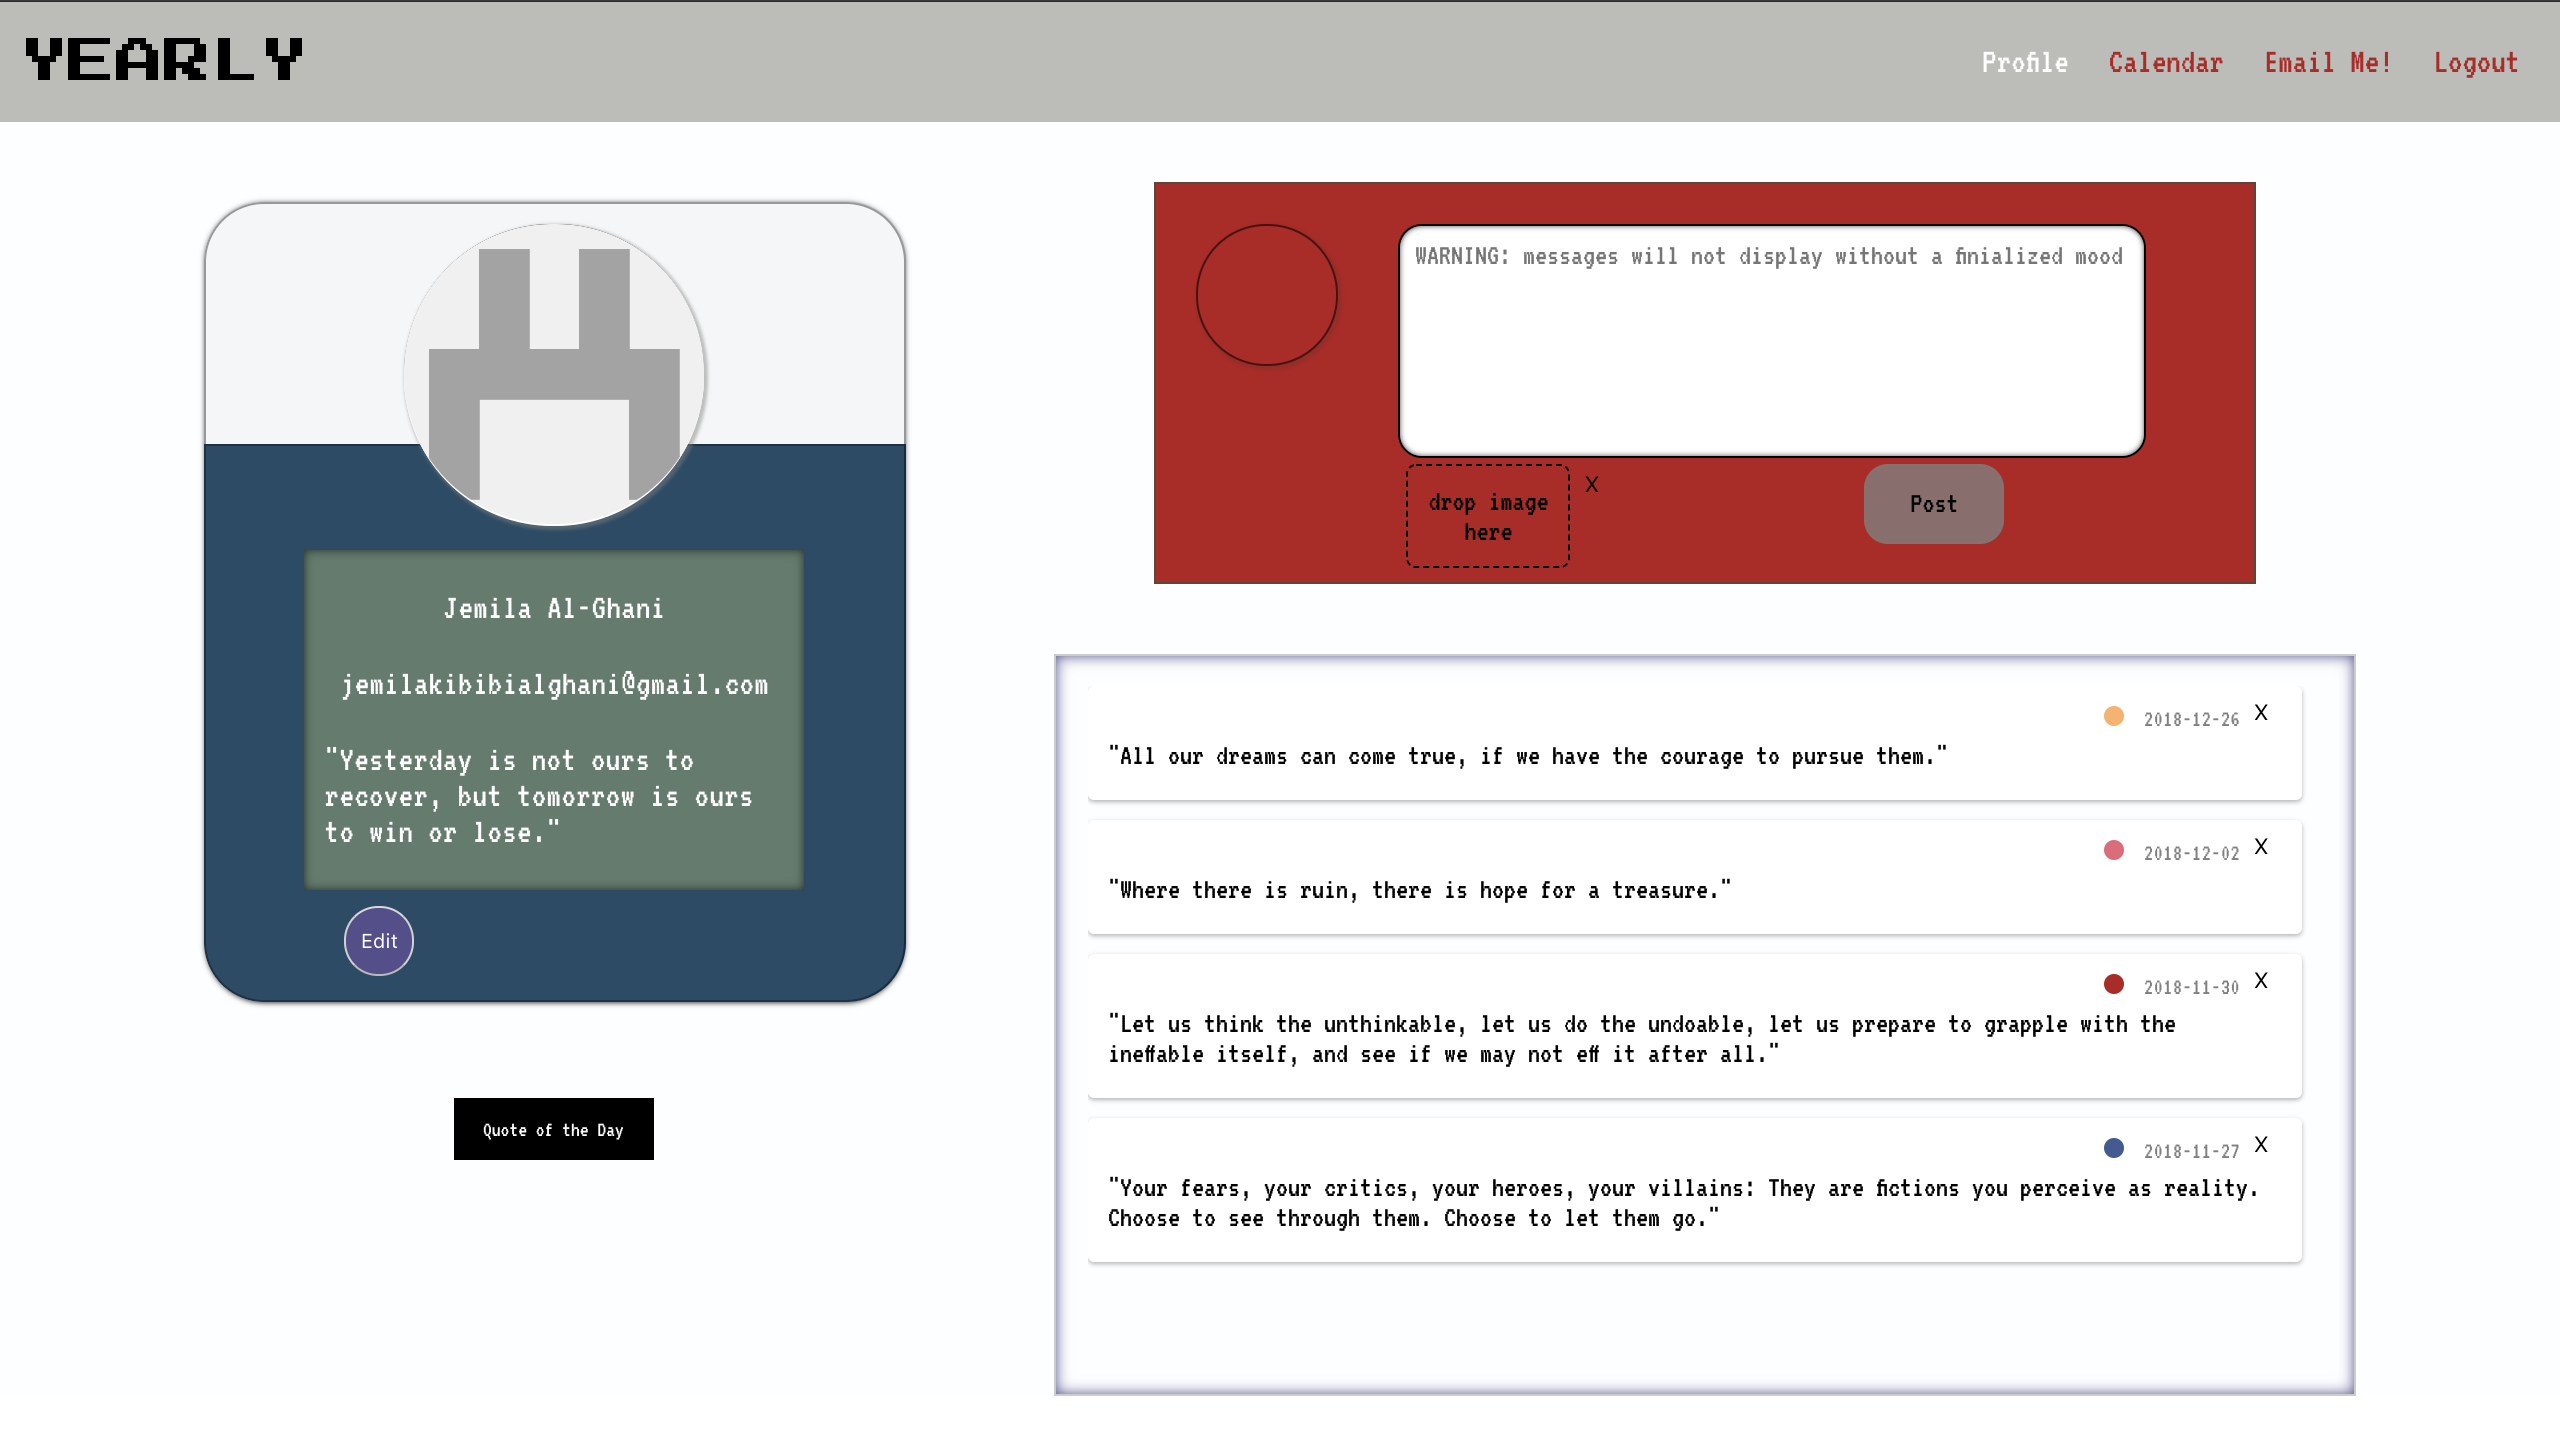 YEARLY
Profile Calendar Email Me! Logout
Jemila Al-Ghani
jemilakibibialghani@gmail.com
"Yesterday is not ours to
recover, but tomorrow is ours
to win or lose."
Edit
Quote of the Day
WARNING: messages will not display without a finialized mood
drop image
here
X
Post
2018-12-26 X
"All our dreams can come true, if we have the courage to pursue them."
2018-12-02 X
"Where there is ruin, there is hope for a treasure."
2018-11-30 X
"Let us think the unthinkable, let us do the undoable, let us prepare to grapple with the
ineffable itself, and see if we may not eff it after all."
2018-11-27 X
"Your fears, your critics, your heroes, your villains: They are fictions you perceive as reality.
Choose to see through them. Choose to let them go."